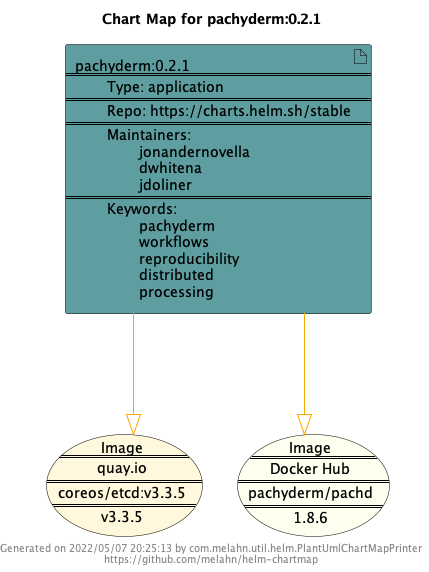 Chart Map for pachyderm:0.2.1
pachyderm:0.2.1
Type: application
Repo: https://charts.helm.sh/stable
Maintainers:
jonandernovella
dwhitena
jdoliner
Keywords:
pachyderm
workflows
reproducibility
distributed
processing
Image
quay.io
coreos/etcd:v3.3.5
v3.3.5
Image
Docker Hub
pachyderm/pachd
1.8.6
Generated on 2022/05/07 20:25:13 by com.melahn.util.helm.PlantUmlChartMapPrinter
https://github.com/melahn/helm-chartmap